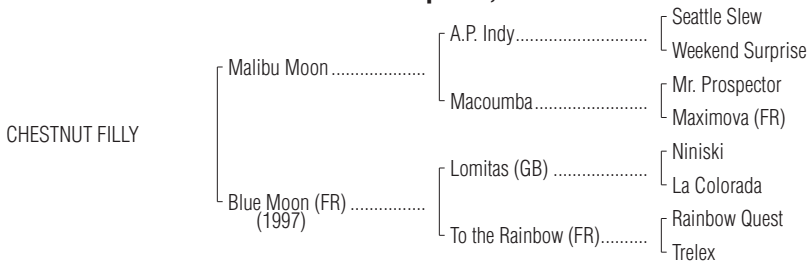 Seattle Slew
A.P. Indy
Weekend Surprise
Malibu Moon
Mr. Prospector
Macoumba
Maximova (FR)
CHESTNUT FILLY
Niniski
Lomitas (GB)
La Colorada
Blue Moon (FR)
(1997)
Rainbow Quest
To the Rainbow (FR)
Trelex